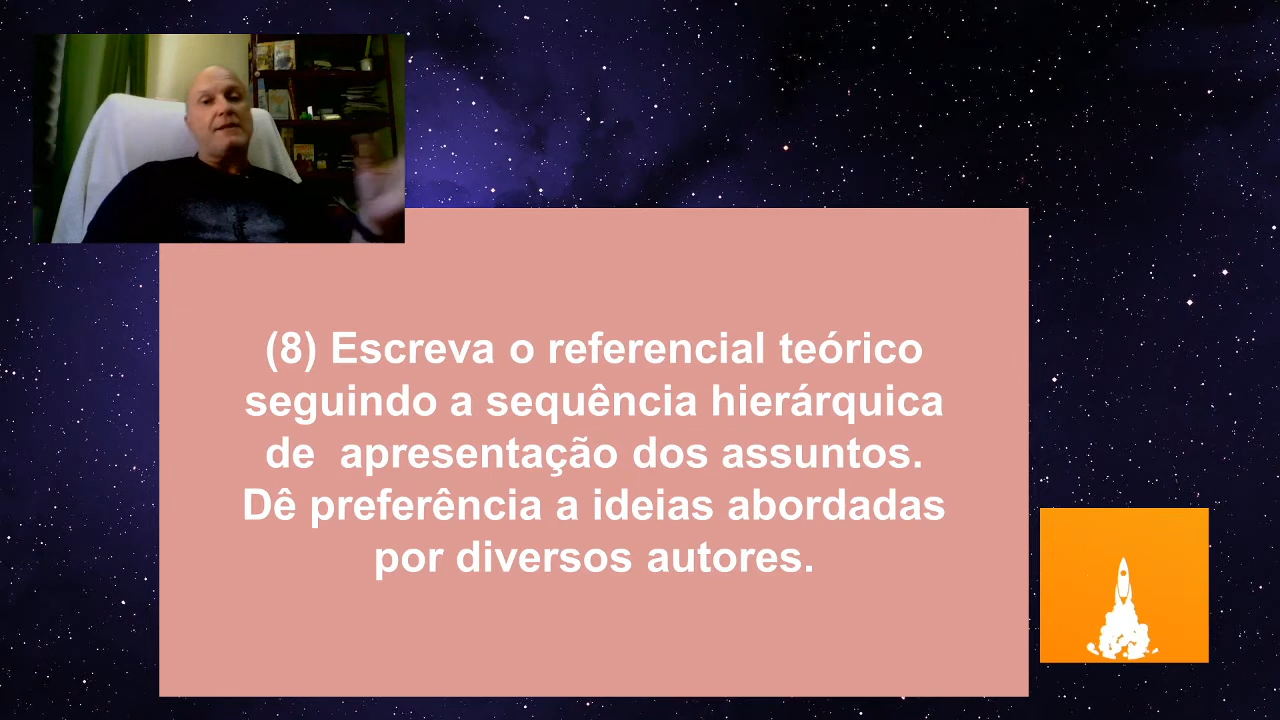 (8) Escreva o referencial teórico
seguindo a sequência hierárquica
de  apresentação dos assuntos.
Dê preferência a ideias abordadas
por diversos autores.